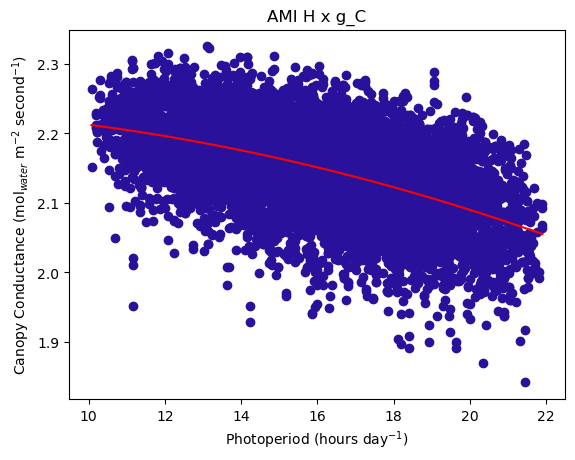 AMI H x g_C
Canopy Conductance (mol_water m⁻² second⁻¹)
2.3
2.2
2.1
2.0
1.9
10 12 14 16 18 20 22
Photoperiod (hours day⁻¹)